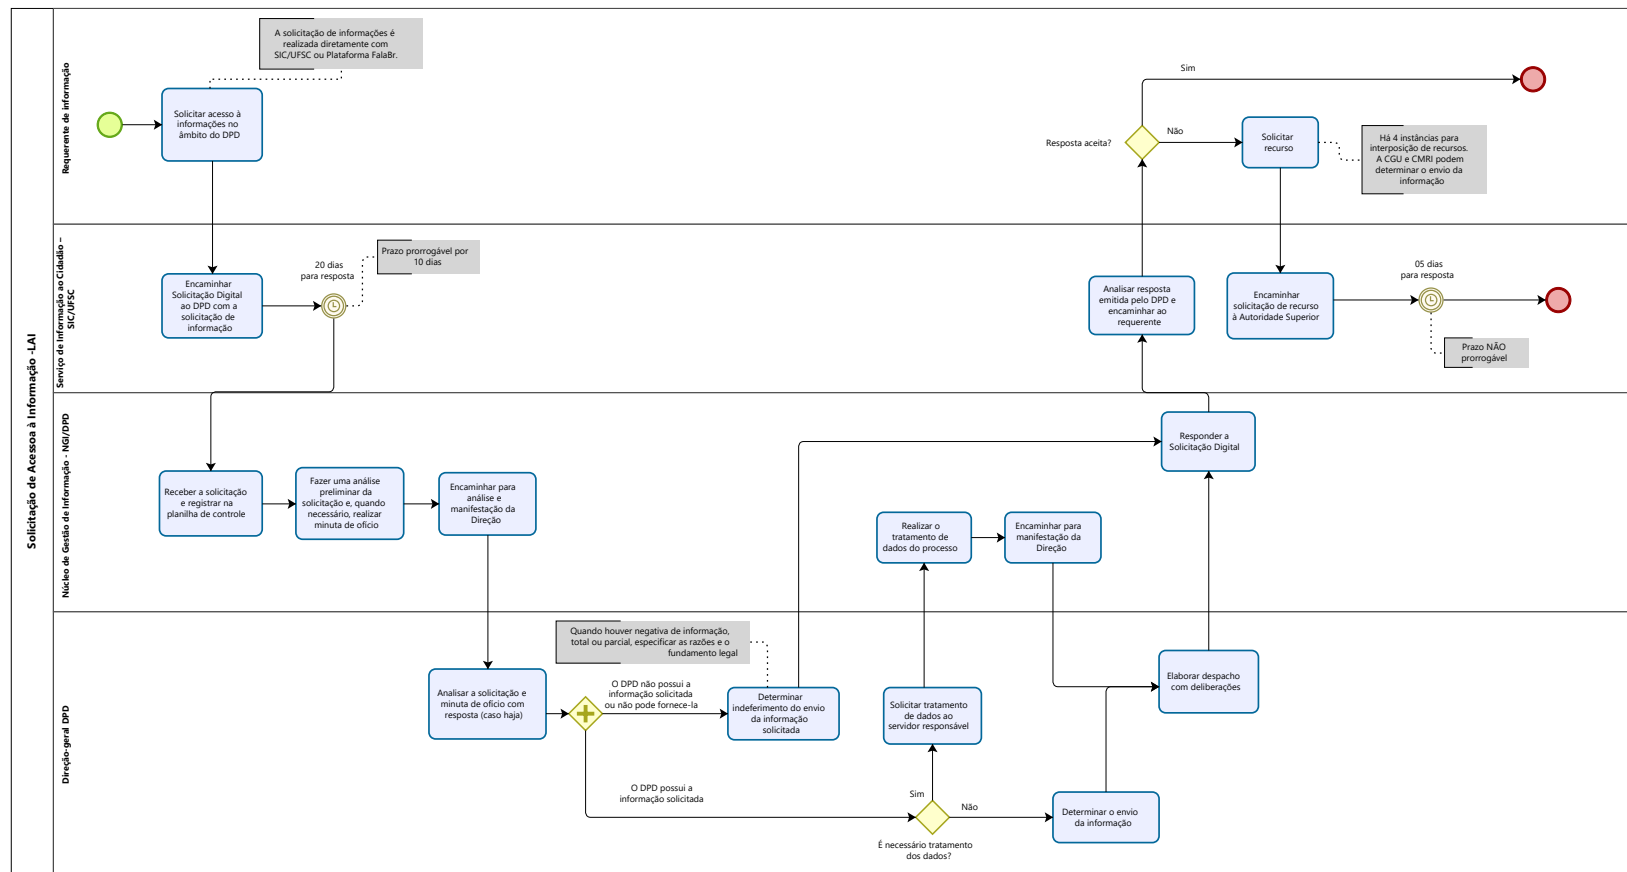 Solicitação de Acessoà Informação -LAI
Requerente de informação
A solicitação de informações é
realizada diretamente com
SIC/UFSC ou Plataforma FalaBr.
Solicitar acesso à
informações no
âmbito do DPD
Sim
Resposta aceita?
Não
Solicitar
recurso
Há 4 instâncias para
interposição de recursos.
A CGU e CMRI podem
determinar o envio da
informação
Serviço de Informação ao Cidadão –
SIC/UFSC
Encaminhar
Solicitação Digital
ao DPD com a
solicitação de
informação
20 dias
para resposta
Prazo prorrogável por
10 dias
Analisar resposta
emitida pelo DPD e
encaminhar ao
requerente
Encaminhar
solicitação de recurso
à Autoridade Superior
05 dias
para resposta
Prazo NÃO
prorrogável
Núcleo de Gestão de Informação - NGI/DPD
Receber a solicitação
e registrar na
planilha de controle
Fazer uma análise
preliminar da
solicitação e, quando
necessário, realizar
minuta de ofício
Encaminhar para
análise e
manifestação da
Direção
Realizar o
tratamento de
dados do processo
Encaminhar para
manifestação da
Direção
Responder a
Solicitação Digital
Direção-geral DPD
Quando houver negativa de informação,
total ou parcial, especificar as razões e o
fundamento legal
Analisar a solicitação e
minuta de ofício com
resposta (caso haja)
O DPD não possui a
informação solicitada
ou não pode fornece-la
Determinar
indeferimento do envio
da informação
solicitada
Solicitar tratamento
de dados ao
servidor responsável
Elaborar despacho
com deliberações
O DPD possui a
informação solicitada
Sim
Não
É necessário tratamento
dos dados?
Determinar o envio
da informação